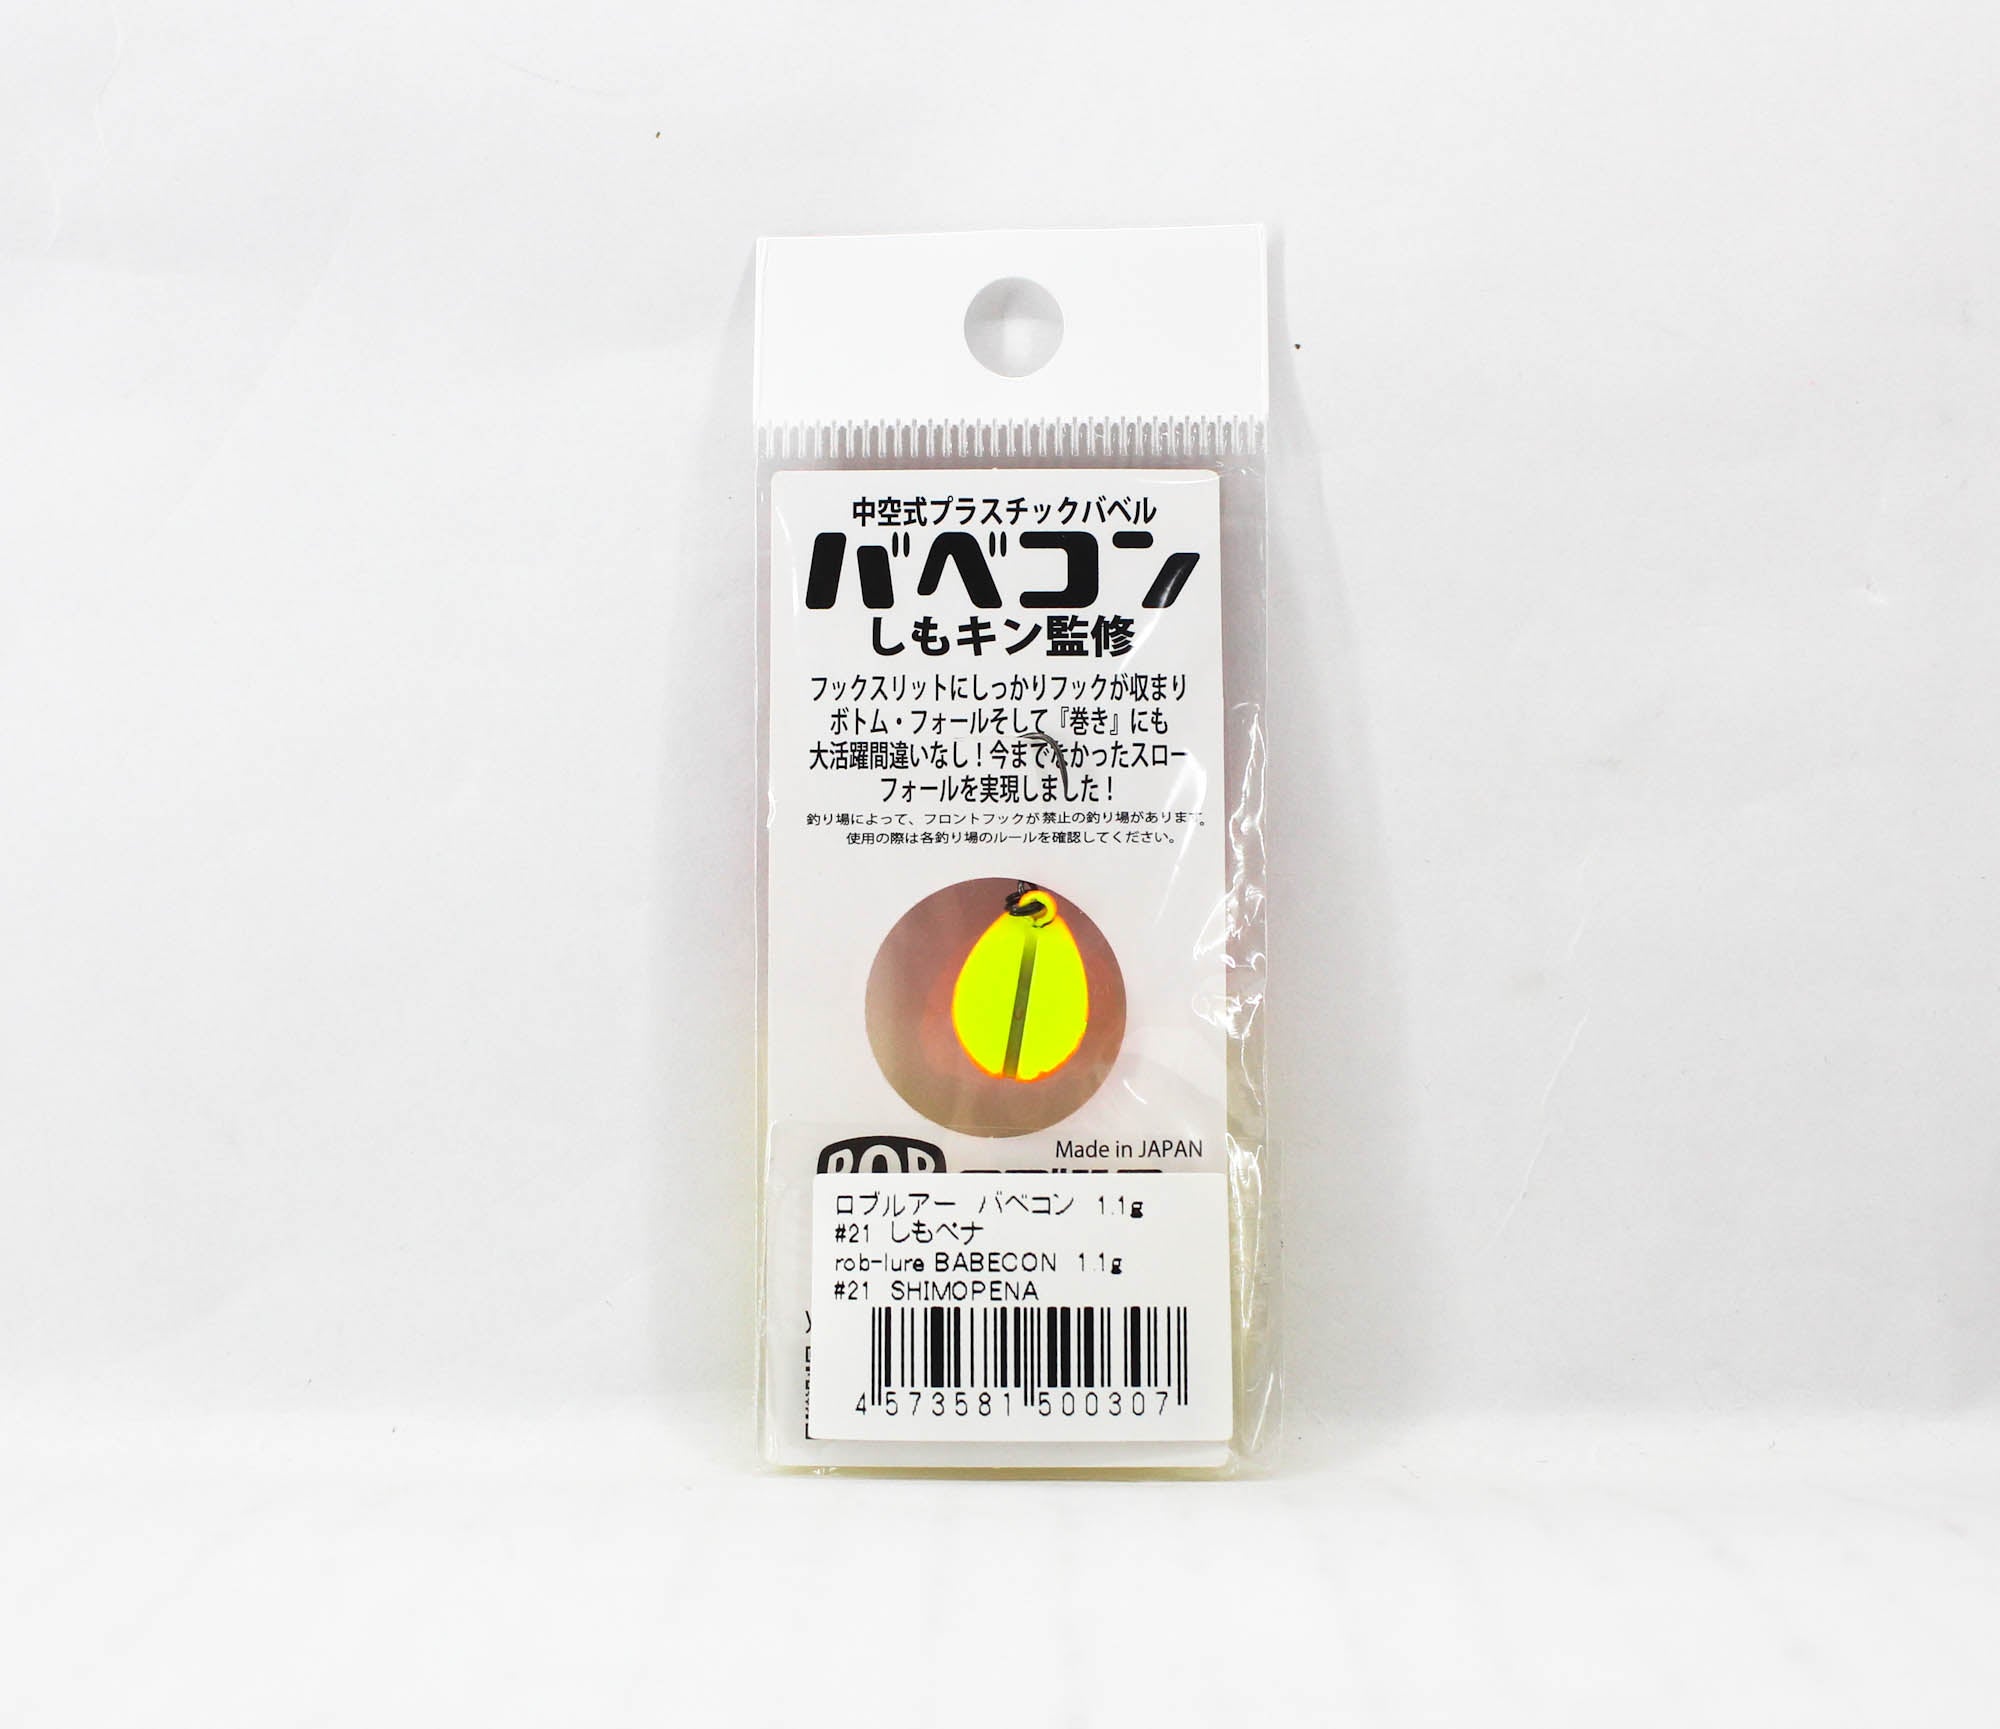 中空式プラスチックバベル
バベコン
しもキン監修
フックスリットにしっかりフックが収まり
ボトム・フォールそして『巻き』にも
大活躍間違いなし！今までなかったスロー
フォールを実現しました！
釣り場によって、フロントフックが禁止の釣り場があります。
使用の際は各釣り場のルールを確認してください。
Made in JAPAN
ロブルアー バベコン 1.1g
#21 しもペナ
rob-lure BABECON 1.1g
#21 SHIMOPENA
4 573581 500307